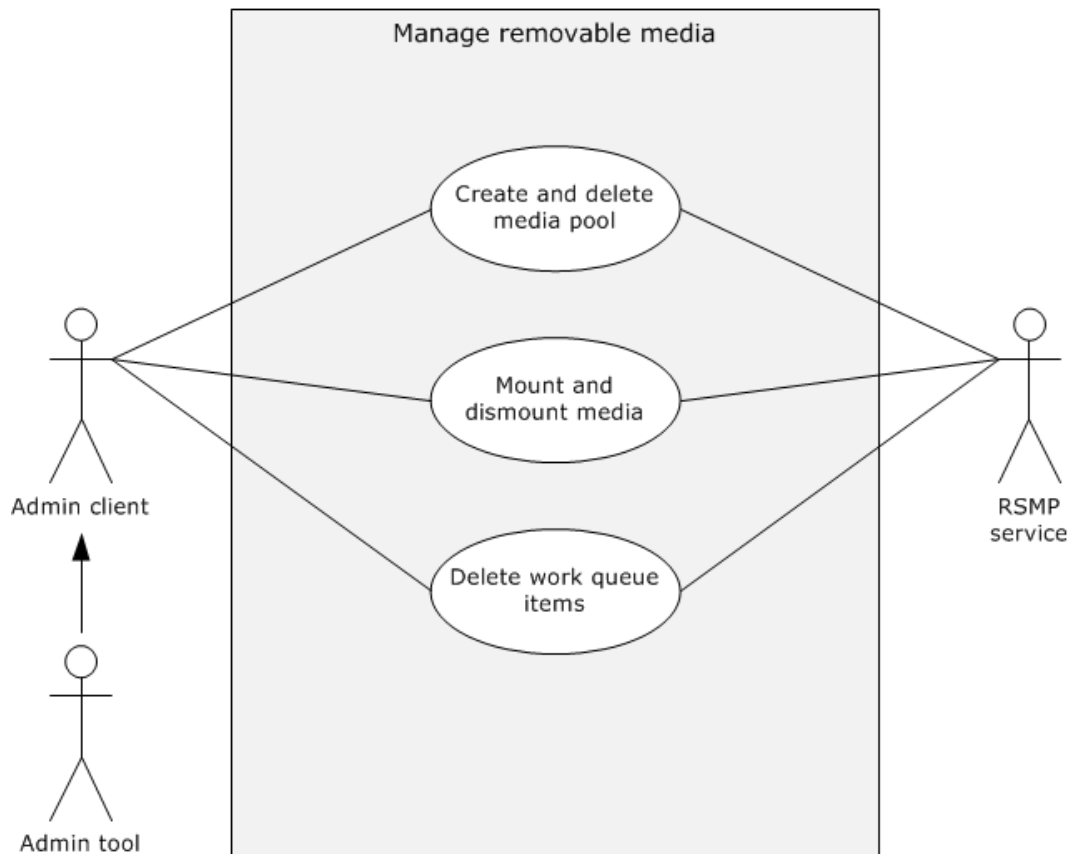 Manage removable media
Create and delete
media pool
Mount and
dismount media
Admin client
RSMP
service
Delete work queue
items
Admin tool